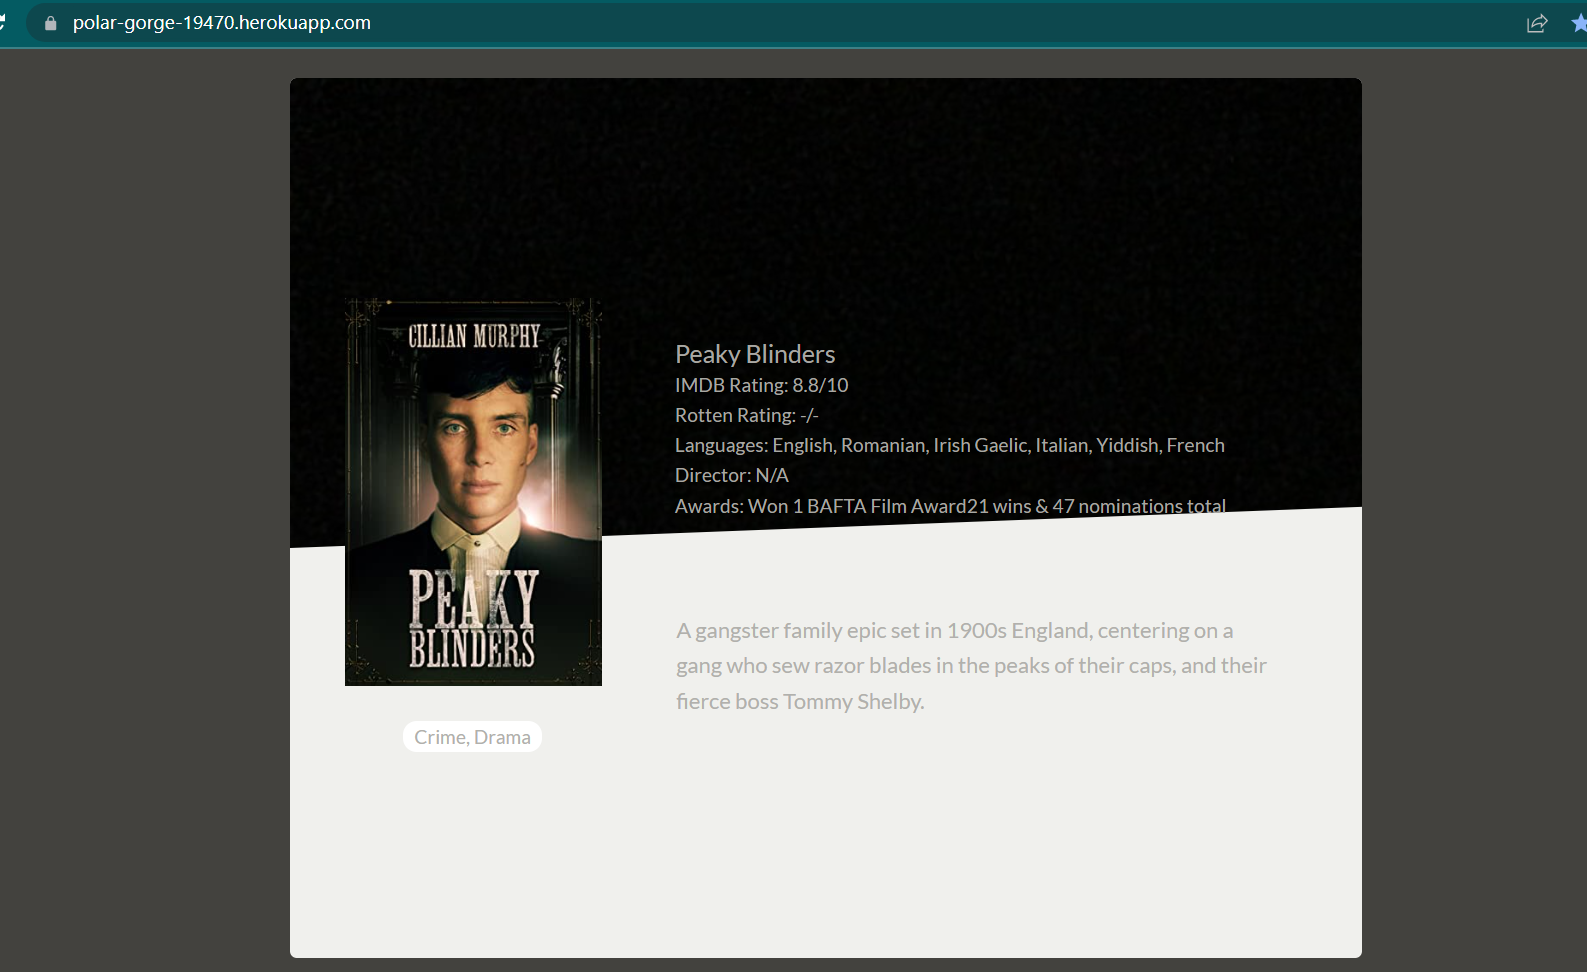 polar-gorge-19470.herokuapp.com
CILLIAN MURPHY
PEAKY
BLINDERS
Peaky Blinders
IMDB Rating: 8.8/10
Rotten Rating: -/-
Languages: English, Romanian, Irish Gaelic, Italian, Yiddish, French
Director: N/A
Awards: Won 1 BAFTA Film Award21 wins & 47 nominations total
A gangster family epic set in 1900s England, centering on a
gang who sew razor blades in the peaks of their caps, and their
fierce boss Tommy Shelby.
Crime, Drama